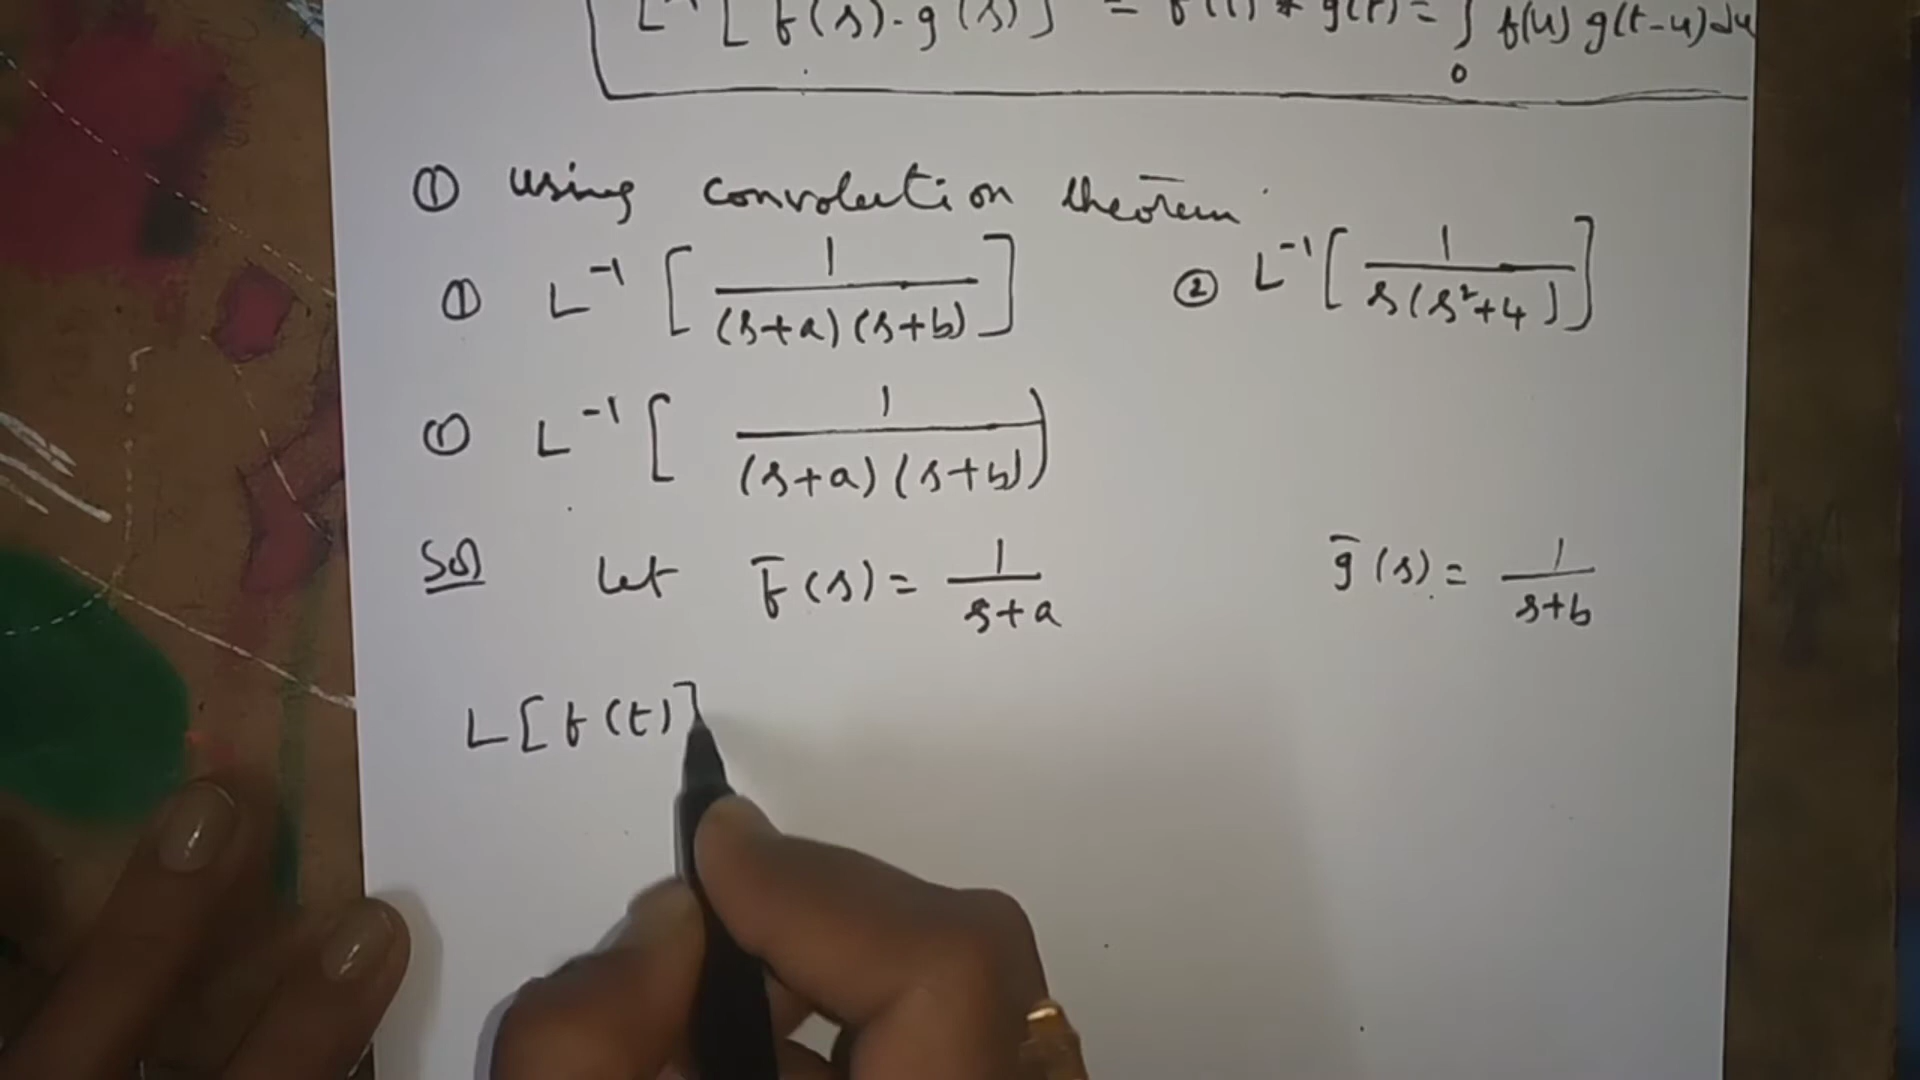 L⁻¹ [ f(s)·g(s) ] = f(t) * g(t) = ∫₀ f(u) g(t-u) du
① using convolution theorem
① L⁻¹ [ 1/((s+a)(s+b)) ] ② L⁻¹ [ 1/(s(s²+4)) ]
① L⁻¹ [ 1/((s+a)(s+b)) ]
Sol let f̄(s) = 1/(s+a) ḡ(s) = 1/(s+b)
L[f(t)]